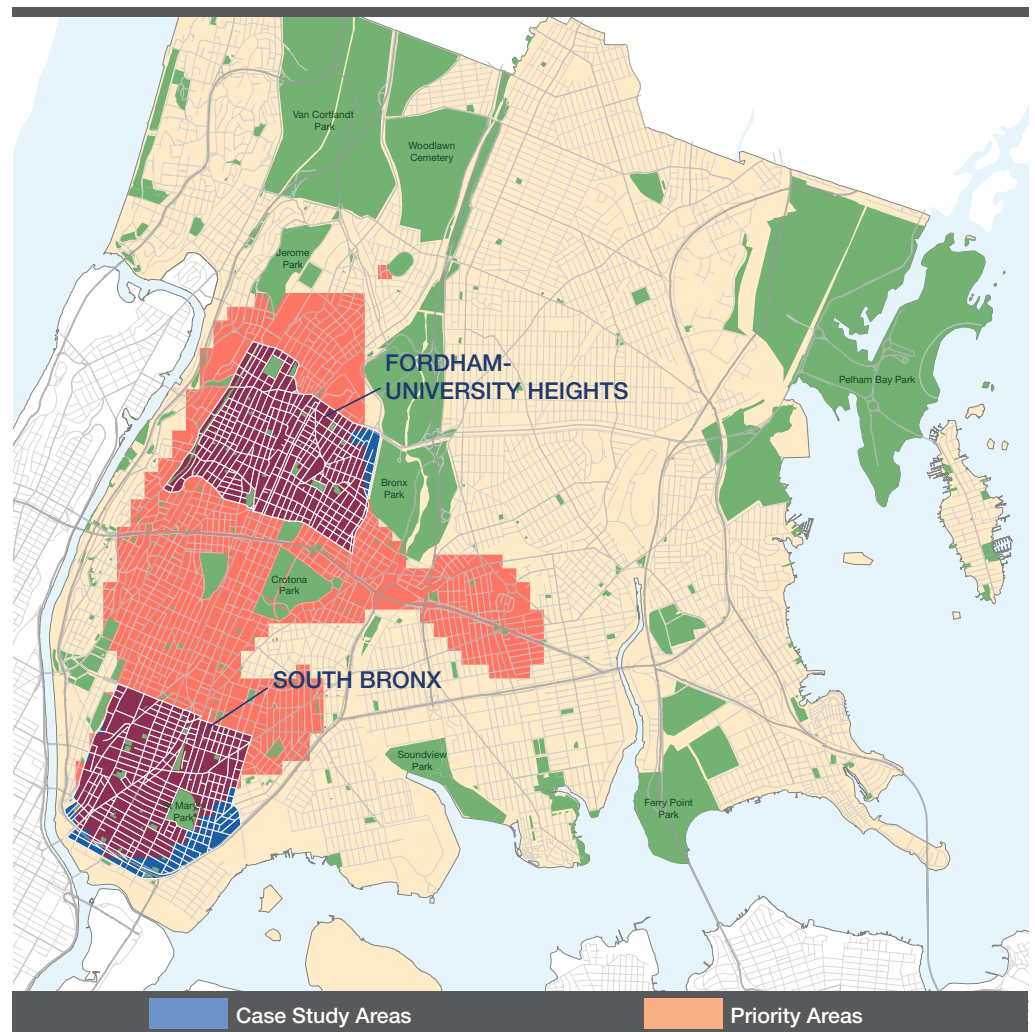 Van Cortlandt
Park
Woodlawn
Cemetery
Jerome
Park
FORDHAM-
UNIVERSITY HEIGHTS
Pelham Bay Park
Bronx
Park
Crotona
Park
SOUTH BRONX
Soundview
Park
St Mary's
Park
Ferry Point
Park
Case Study Areas
Priority Areas